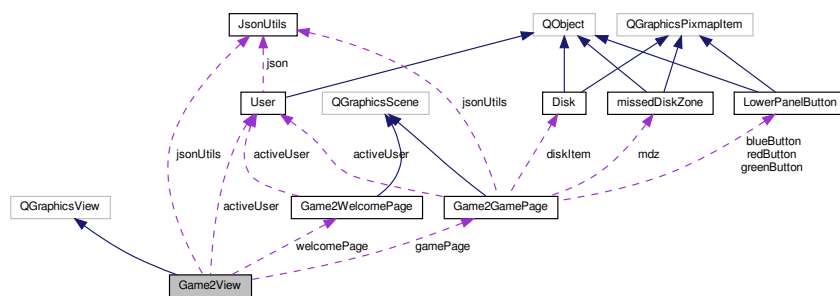 JsonUtils
QObject
QGraphicsPixmapItem
json
User
QGraphicsScene
jsonUtils
Disk
missedDiskZone
LowerPanelButton
jsonUtils
activeUser
activeUser
diskItem
mdz
blueButton
redButton
greenButton
QGraphicsView
activeUser
Game2WelcomePage
Game2GamePage
welcomePage
gamePage
Game2View